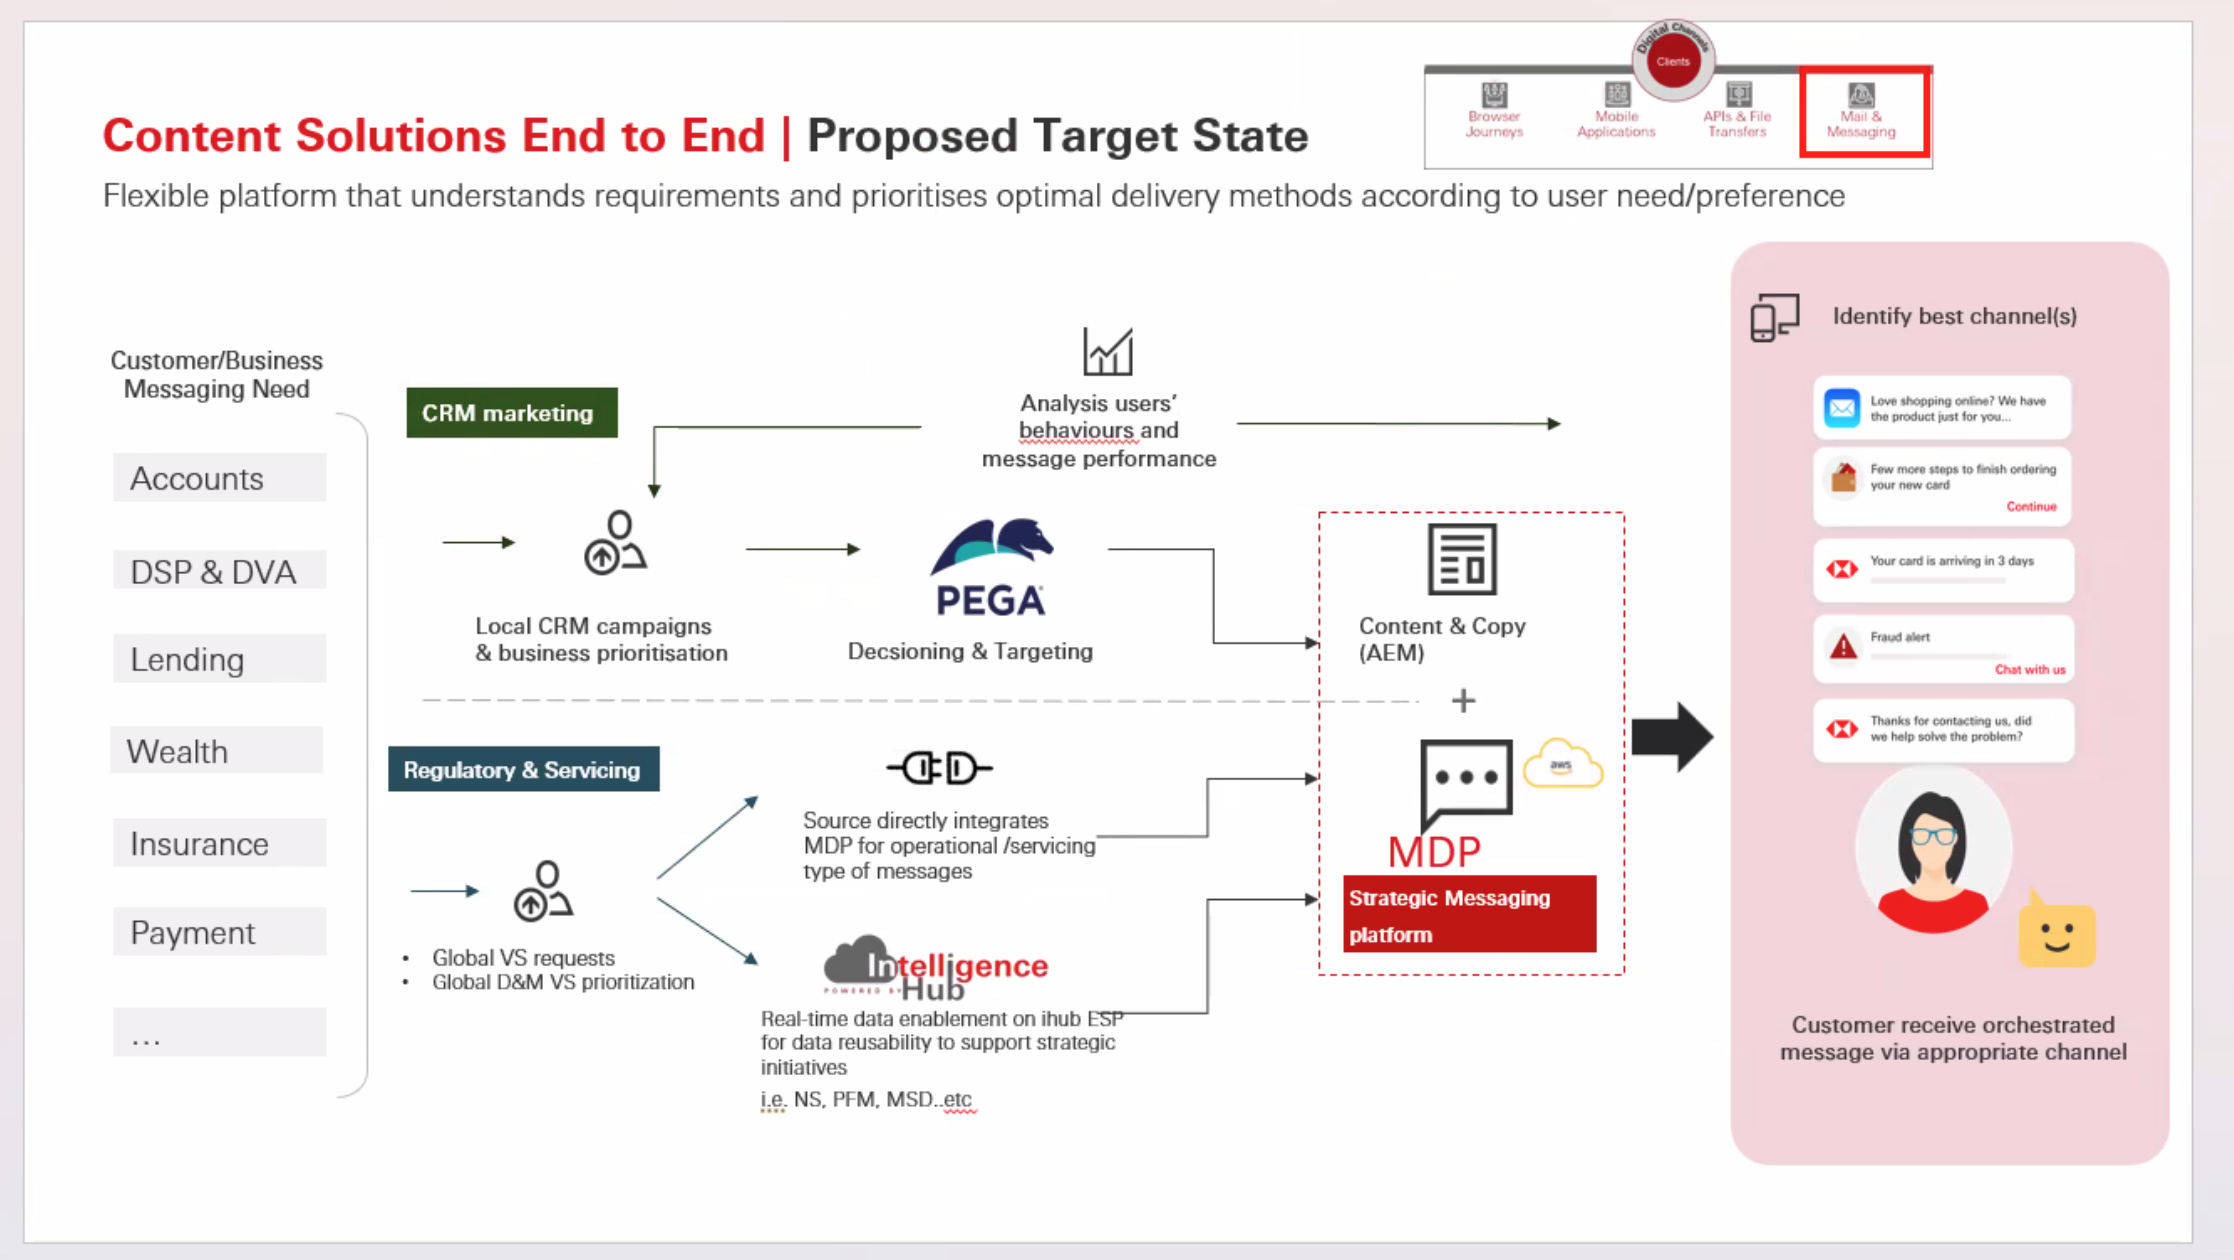 Digital Channels
Clients
Browser
Journeys
Mobile
Applications
APIs & File
Transfers
Mail &
Messaging
Content Solutions End to End | Proposed Target State
Flexible platform that understands requirements and prioritises optimal delivery methods according to user need/preference
Customer/Business
Messaging Need
Accounts
DSP & DVA
Lending
Wealth
Insurance
Payment
...
CRM marketing
Analysis users'
behaviours and
message performance
Local CRM campaigns
& business prioritisation
PEGA
Decsioning & Targeting
Content & Copy
(AEM)
+
Regulatory & Servicing
Global VS requests
Global D&M VS prioritization
Source directly integrates
MDP for operational /servicing
type of messages
Intelligence
POWERED BY Hub
Real-time data enablement on ihub ESP
for data reusability to support strategic
initiatives
i.e. NS, PFM, MSD..etc
aws
MDP
Strategic Messaging
platform
Identify best channel(s)
Love shopping online? We have
the product just for you...
Few more steps to finish ordering
your new card
Continue
Your card is arriving in 3 days
Fraud alert
Chat with us
Thanks for contacting us, did
we help solve the problem?
Customer receive orchestrated
message via appropriate channel